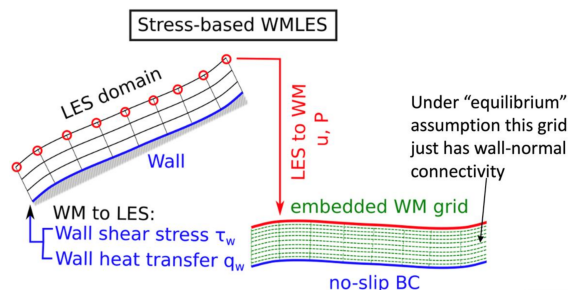 Stress-based WMLES
LES domain
Wall
LES to WM
u, P
Under “equilibrium”
assumption this grid
just has wall-normal
connectivity
WM to LES:
Wall shear stress τw
Wall heat transfer qw
embedded WM grid
no-slip BC